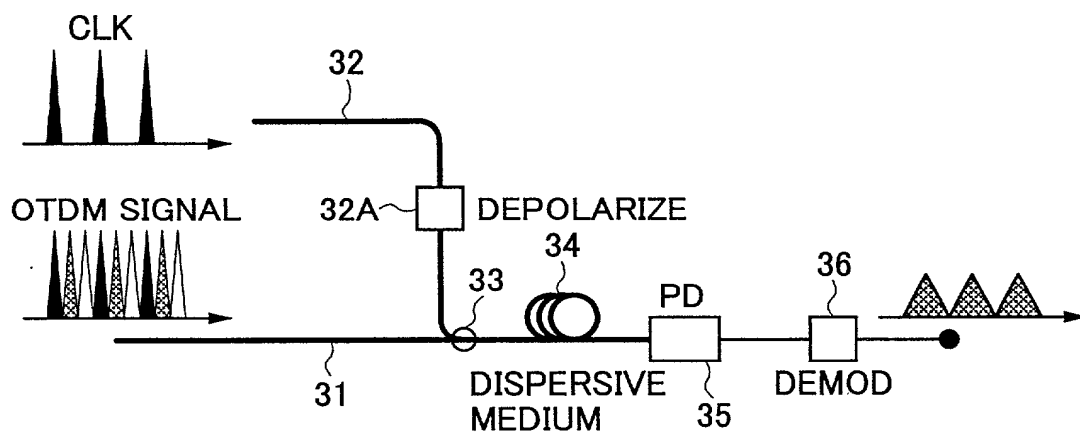 CLK
32
OTDM SIGNAL
32A
DEPOLARIZE
34
33
PD
36
31
DISPERSIVE
MEDIUM
35
DEMOD